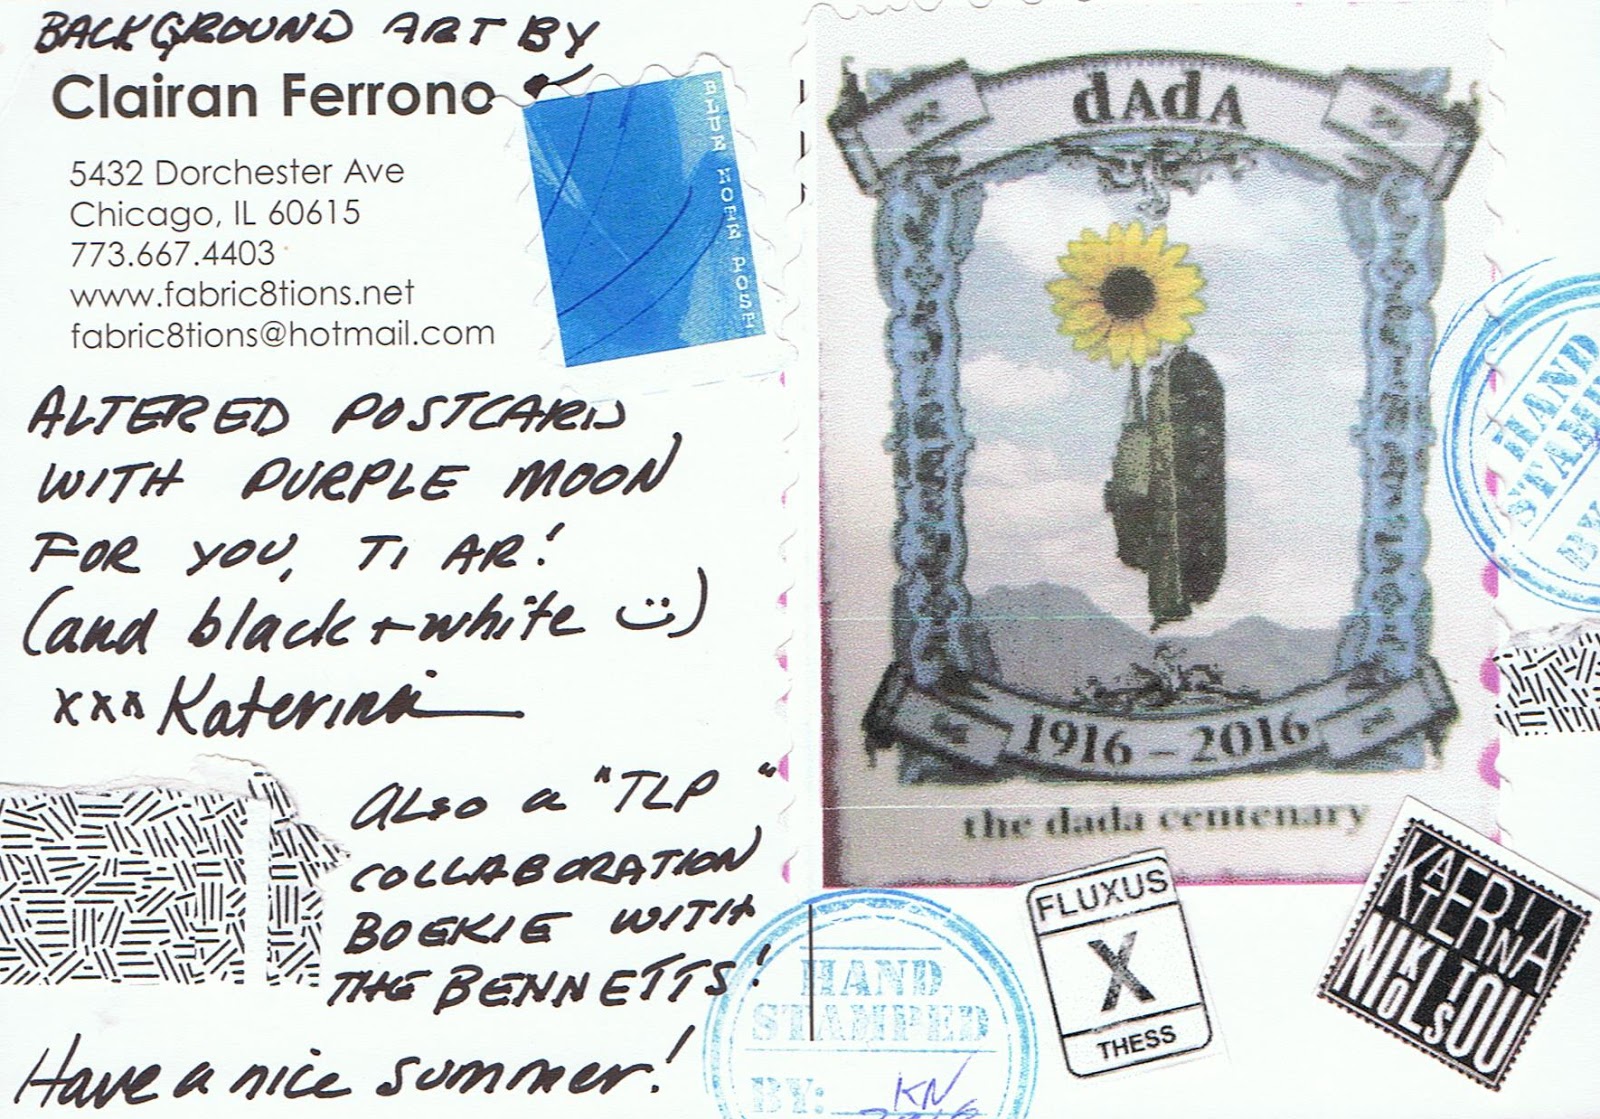 BACKGROUND ART BY
Clairan Ferrono
5432 Dorchester Ave
Chicago, IL 60615
773.667.4403
www.fabric8tions.net
fabric8tions@hotmail.com
BLUE NOTE POST
ALTERED POSTCARD
WITH PURPLE MOON
FOR YOU, TI AR!
(and black + white :))
xxx Katerina
Also a "TLP"
COLLABORATION
BOEKIE WITH
THE BENNETTS!
Have a nice summer!
dAdA
1916 – 2016
the dada centenary
HAND
STAMPED
BY:
HAND
STAMPED
BY: KN
2016
FLUXUS
X
THESS
KATERINA
NIKOLTSOU